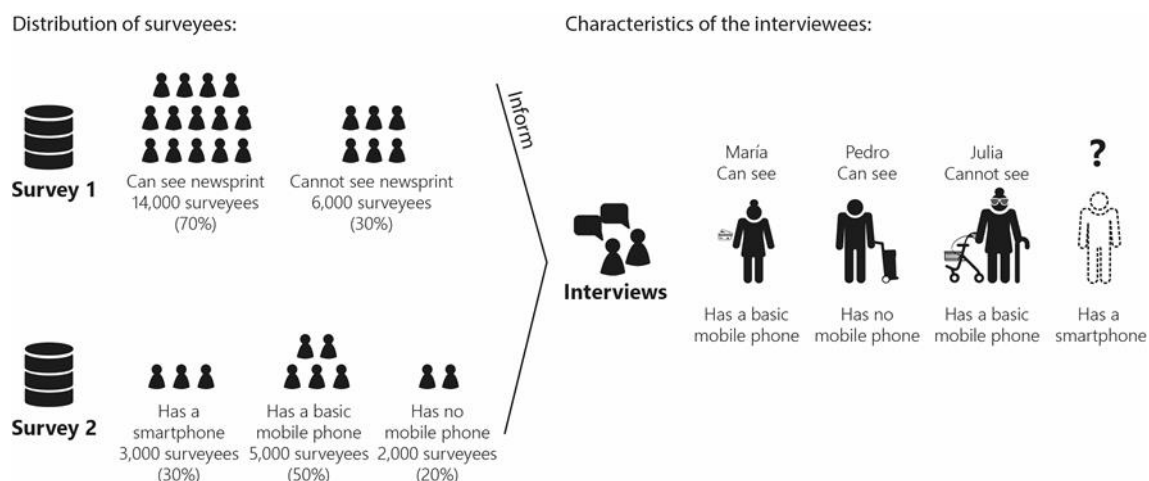 Distribution of surveyees:
Characteristics of the interviewees:
Survey 1
Can see newsprint
14,000 surveyees
(70%)
Cannot see newsprint
6,000 surveyees
(30%)
Inform
Survey 2
Has a
smartphone
3,000 surveyees
(30%)
Has a basic
mobile phone
5,000 surveyees
(50%)
Has no
mobile phone
2,000 surveyees
(20%)
Interviews
María
Can see
Has a basic
mobile phone
Pedro
Can see
Has no
mobile phone
Julia
Cannot see
Has a basic
mobile phone
?
Has a
smartphone